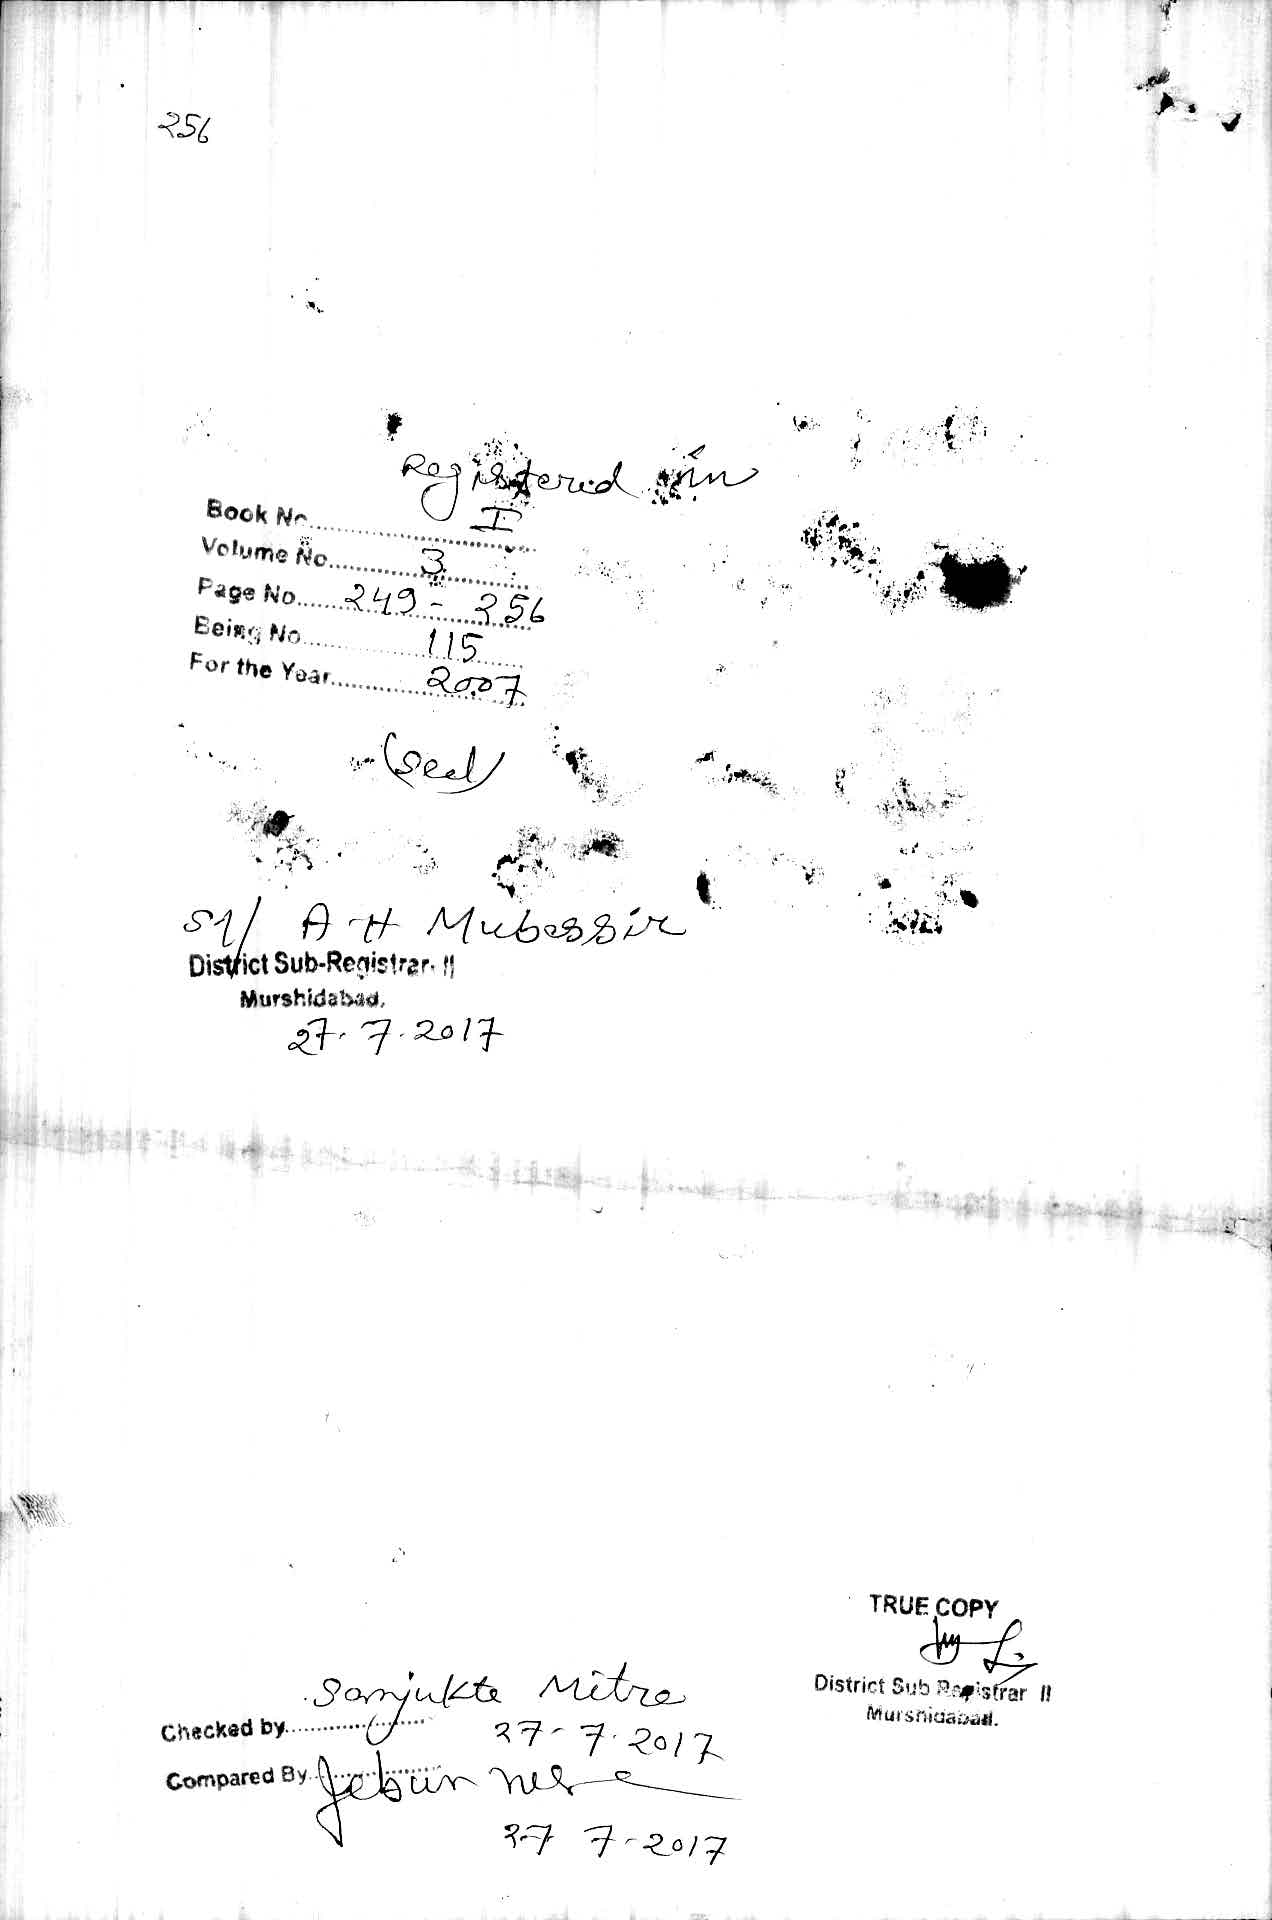 256
Registered in
Book No. I
Volume No. 3
Page No. 249 - 256
Being No. 115
For the Year 2007
(Seal)
Sd/ A H Mubassir
District Sub-Registrar-II
Murshidabad.
27.7.2017
TRUE COPY
District Sub Registrar II
Murshidabad.
Sanjukta Mitra
Checked by 27-7.2017
Compared By Jebun nesa
27 7-2017